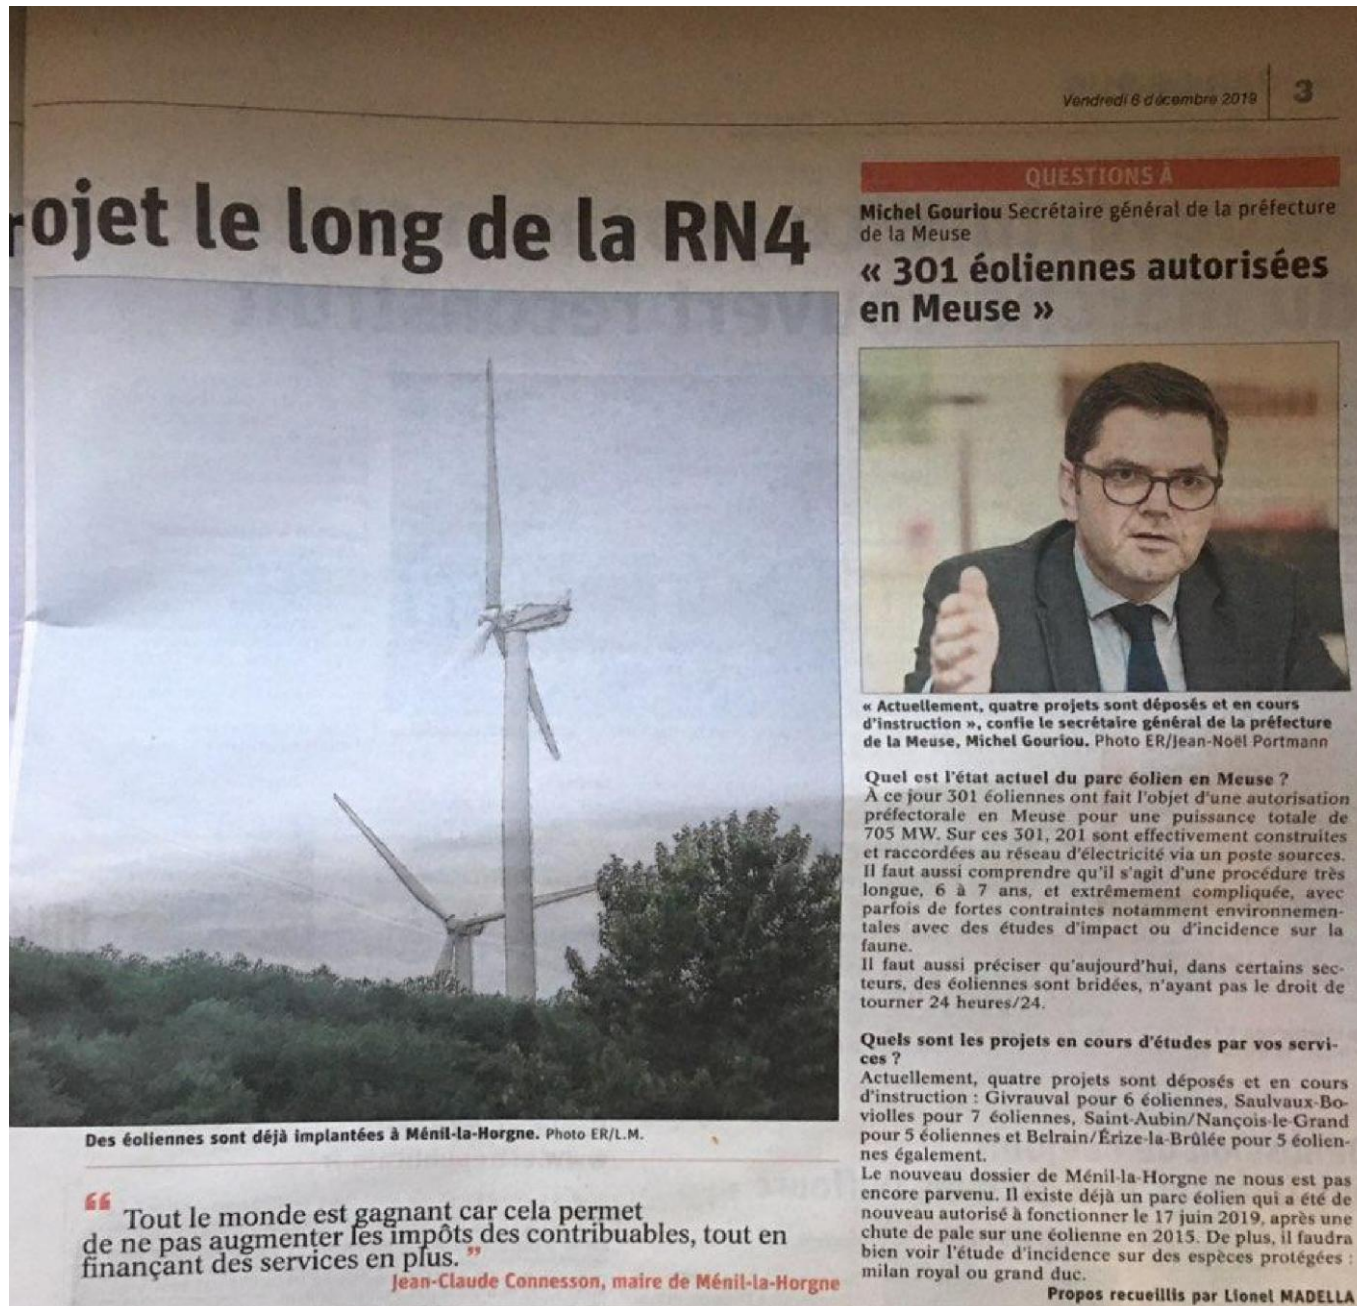 Vendredi 6 décembre 2019 3
rojet le long de la RN4
Des éoliennes sont déjà implantées à Ménil-la-Horgne. Photo ER/L.M.
“ Tout le monde est gagnant car cela permet
de ne pas augmenter les impôts des contribuables, tout en
finançant des services en plus. ”
Jean-Claude Connesson, maire de Ménil-la-Horgne
QUESTIONS À
Michel Gouriou Secrétaire général de la préfecture
de la Meuse
« 301 éoliennes autorisées
en Meuse »
« Actuellement, quatre projets sont déposés et en cours
d'instruction », confie le secrétaire général de la préfecture
de la Meuse, Michel Gouriou. Photo ER/Jean-Noël Portmann
Quel est l'état actuel du parc éolien en Meuse ?
À ce jour 301 éoliennes ont fait l'objet d'une autorisation
préfectorale en Meuse pour une puissance totale de
705 MW. Sur ces 301, 201 sont effectivement construites
et raccordées au réseau d'électricité via un poste sources.
Il faut aussi comprendre qu'il s'agit d'une procédure très
longue, 6 à 7 ans, et extrêmement compliquée, avec
parfois de fortes contraintes notamment environnemen-
tales avec des études d'impact ou d'incidence sur la
faune.
Il faut aussi préciser qu'aujourd'hui, dans certains sec-
teurs, des éoliennes sont bridées, n'ayant pas le droit de
tourner 24 heures/24.
Quels sont les projets en cours d'études par vos servi-
ces ?
Actuellement, quatre projets sont déposés et en cours
d'instruction : Givrauval pour 6 éoliennes, Saulvaux-Bo-
violles pour 7 éoliennes, Saint-Aubin/Nançois-le-Grand
pour 5 éoliennes et Belrain/Érize-la-Brûlée pour 5 éolien-
nes également.
Le nouveau dossier de Ménil-la-Horgne ne nous est pas
encore parvenu. Il existe déjà un parc éolien qui a été de
nouveau autorisé à fonctionner le 17 juin 2019, après une
chute de pale sur une éolienne en 2015. De plus, il faudra
bien voir l'étude d'incidence sur des espèces protégées :
milan royal ou grand duc.
Propos recueillis par Lionel MADELLA